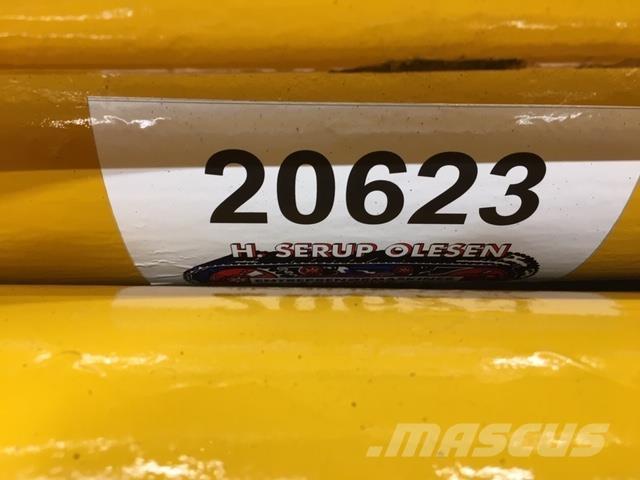 20623
H. SERUP OLESEN
.MASCUS